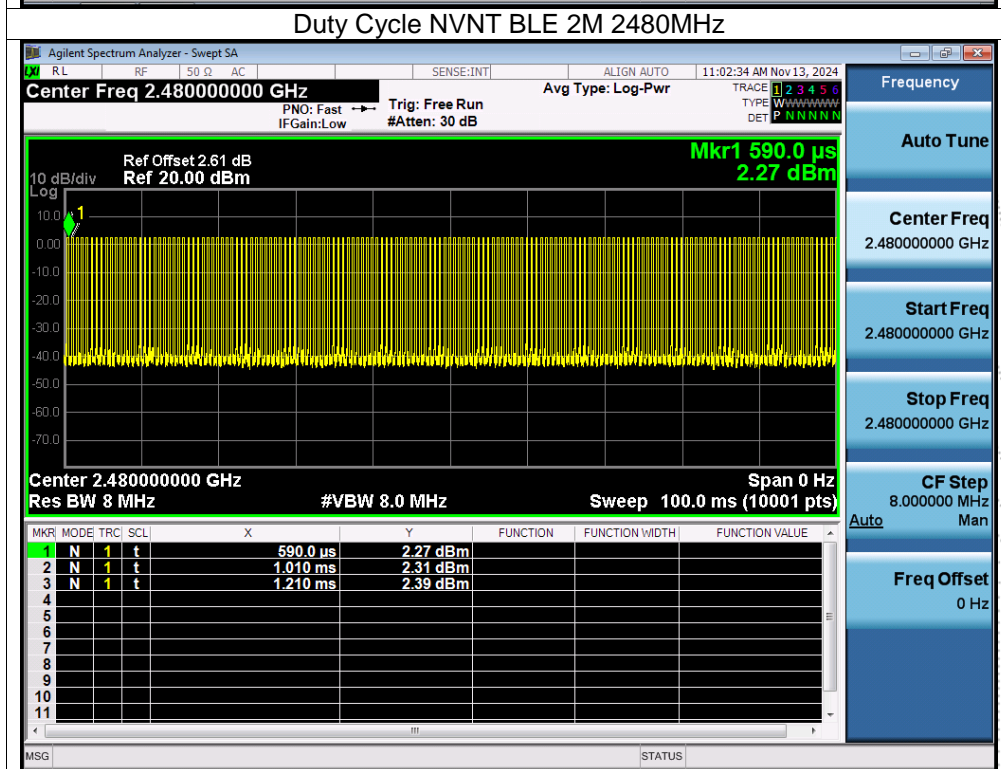 Duty Cycle NVNT BLE 2M 2480MHz
Agilent Spectrum Analyzer - Swept SA
LXI RL RF 50 Ω AC SENSE:INT ALIGN AUTO 11:02:34 AM Nov 13, 2024
Center Freq 2.480000000 GHz
PNO: Fast
IFGain:Low
Trig: Free Run
#Atten: 30 dB
Avg Type: Log-Pwr
TRACE 1 2 3 4 5 6
TYPE WWWWWW
DET P N N N N N
Ref Offset 2.61 dB
10 dB/div Ref 20.00 dBm
Log
Mkr1 590.0 µs
2.27 dBm
1
10.0
0.00
-10.0
-20.0
-30.0
-40.0
-50.0
-60.0
-70.0
Center 2.480000000 GHz Span 0 Hz
Res BW 8 MHz #VBW 8.0 MHz Sweep 100.0 ms (10001 pts)
MKR MODE TRC SCL X Y FUNCTION FUNCTION WIDTH FUNCTION VALUE
1 N 1 t 590.0 µs 2.27 dBm
2 N 1 t 1.010 ms 2.31 dBm
3 N 1 t 1.210 ms 2.39 dBm
4
5
6
7
8
9
10
11
MSG STATUS
Frequency
Auto Tune
Center Freq
2.480000000 GHz
Start Freq
2.480000000 GHz
Stop Freq
2.480000000 GHz
CF Step
8.000000 MHz
Auto Man
Freq Offset
0 Hz